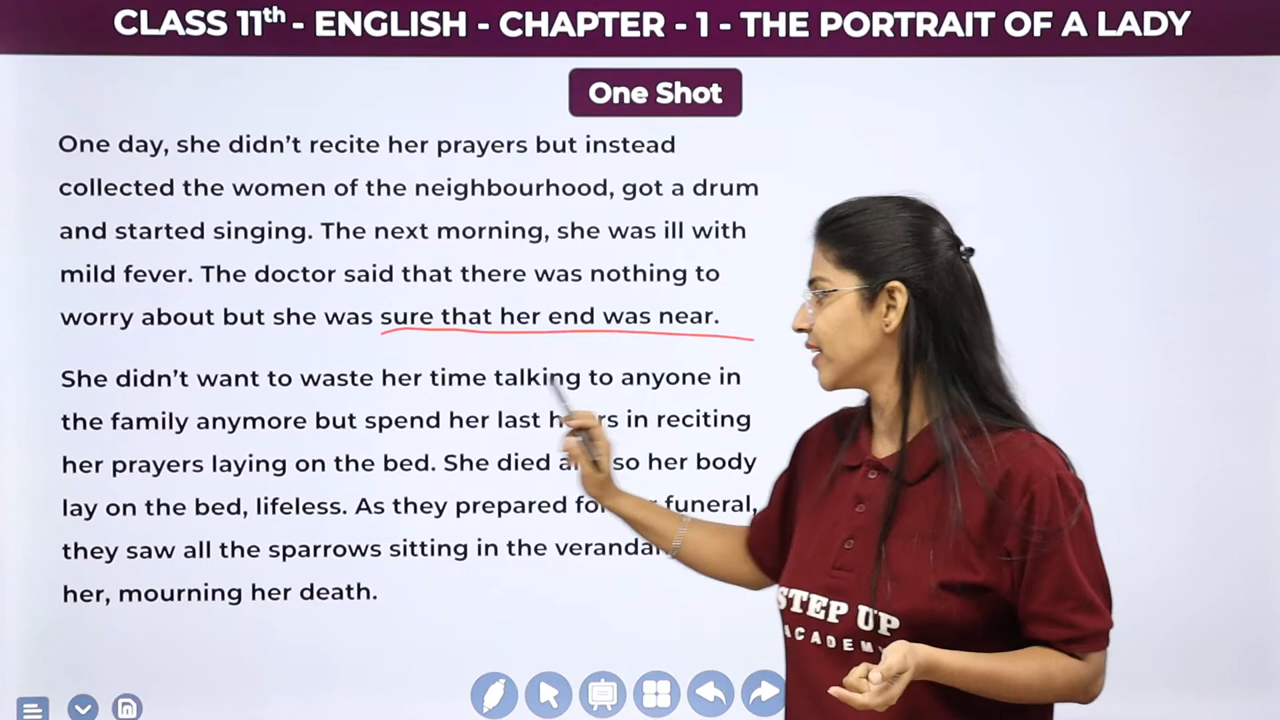 CLASS 11th - ENGLISH - CHAPTER - 1 - THE PORTRAIT OF A LADY
One Shot
One day, she didn't recite her prayers but instead
collected the women of the neighbourhood, got a drum
and started singing. The next morning, she was ill with
mild fever. The doctor said that there was nothing to
worry about but she was sure that her end was near.
She didn't want to waste her time talking to anyone in
the family anymore but spend her last in reciting
her prayers laying on the bed. She died so her body
lay on the bed, lifeless. As they prepared funeral,
they saw all the sparrows sitting in the
her, mourning her death.
STEP UP
ACADEMY